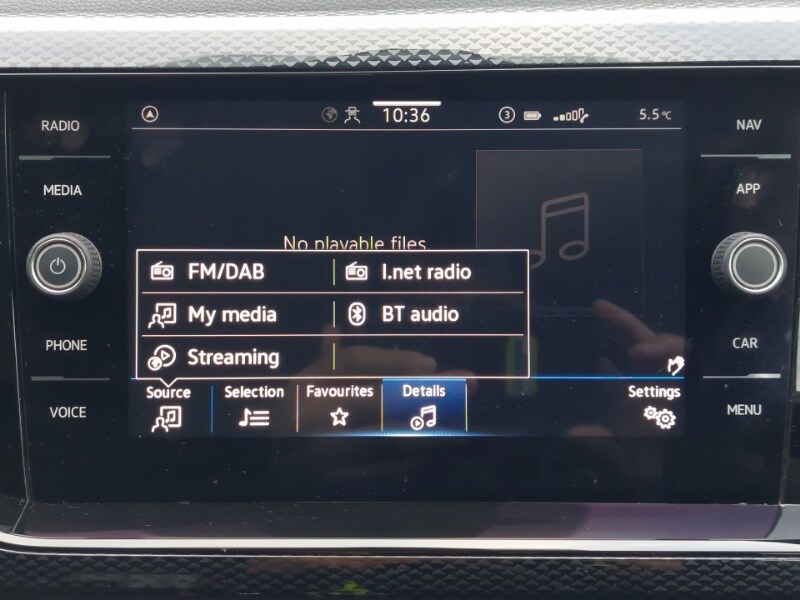 RADIO
MEDIA
PHONE
VOICE
10:36
3
5.5°C
No playable files
FM/DAB
I.net radio
My media
BT audio
Streaming
Source
Selection
Favourites
Details
Settings
NAV
APP
CAR
MENU